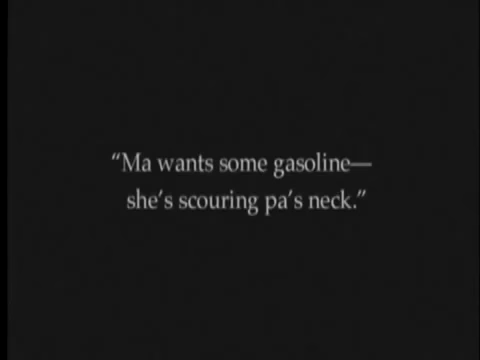 “Ma wants some gasoline—
she’s scouring pa’s neck.”